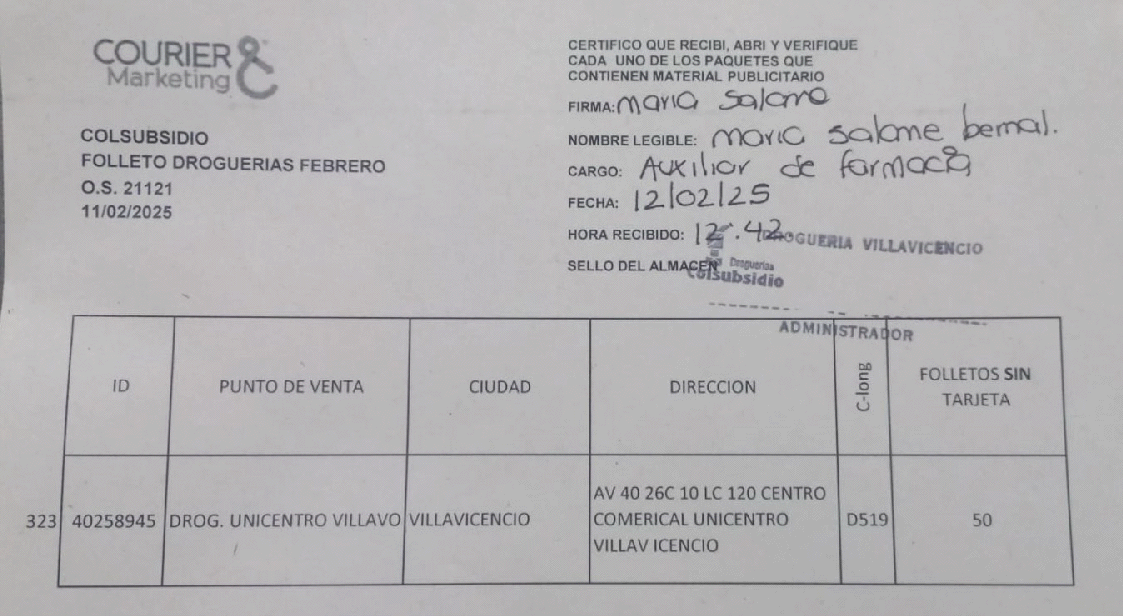 COURIER &
Marketing
COLSUBSIDIO
FOLLETO DROGUERIAS FEBRERO
O.S. 21121
11/02/2025
CERTIFICO QUE RECIBI, ABRI Y VERIFIQUE
CADA UNO DE LOS PAQUETES QUE
CONTIENEN MATERIAL PUBLICITARIO
FIRMA: maria Salome
NOMBRE LEGIBLE: maria salome bernal.
CARGO: Auxiliar de farmacia
FECHA: 12/02/25
HORA RECIBIDO: 12:42
DROGUERIA VILLAVICENCIO
SELLO DEL ALMACEN
Droguerias
colsubsidio
ADMINISTRADOR
ID PUNTO DE VENTA CIUDAD DIRECCION C-long FOLLETOS SIN
TARJETA
323 40258945 DROG. UNICENTRO VILLAVO VILLAVICENCIO AV 40 26C 10 LC 120 CENTRO
COMERICAL UNICENTRO
VILLAV ICENCIO
D519 50